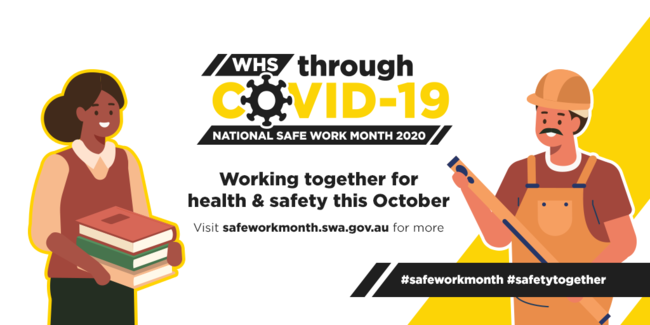 WHS through
COVID-19
NATIONAL SAFE WORK MONTH 2020
Working together for
health & safety this October
Visit safeworkmonth.swa.gov.au for more
#safeworkmonth #safetytogether